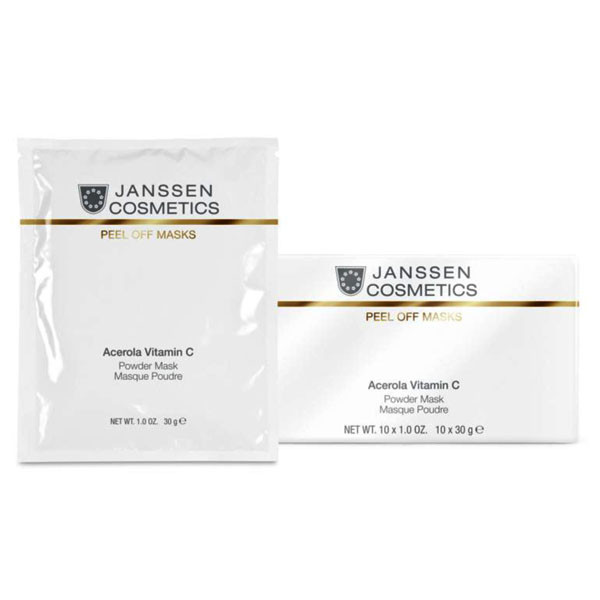 JANSSEN
COSMETICS
PEEL OFF MASKS
Acerola Vitamin C
Powder Mask
Masque Poudre
NET WT. 1.0 OZ. 30 g ℮
JANSSEN
COSMETICS
PEEL OFF MASKS
Acerola Vitamin C
Powder Mask
Masque Poudre
NET WT. 10 x 1.0 OZ. 10 x 30 g ℮